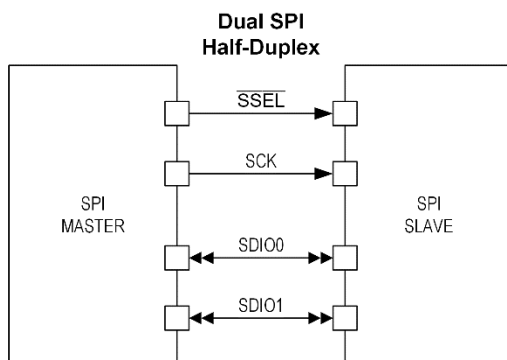 Dual SPI
Half-Duplex
SSEL
SCK
SPI
MASTER
SPI
SLAVE
SDIO0
SDIO1